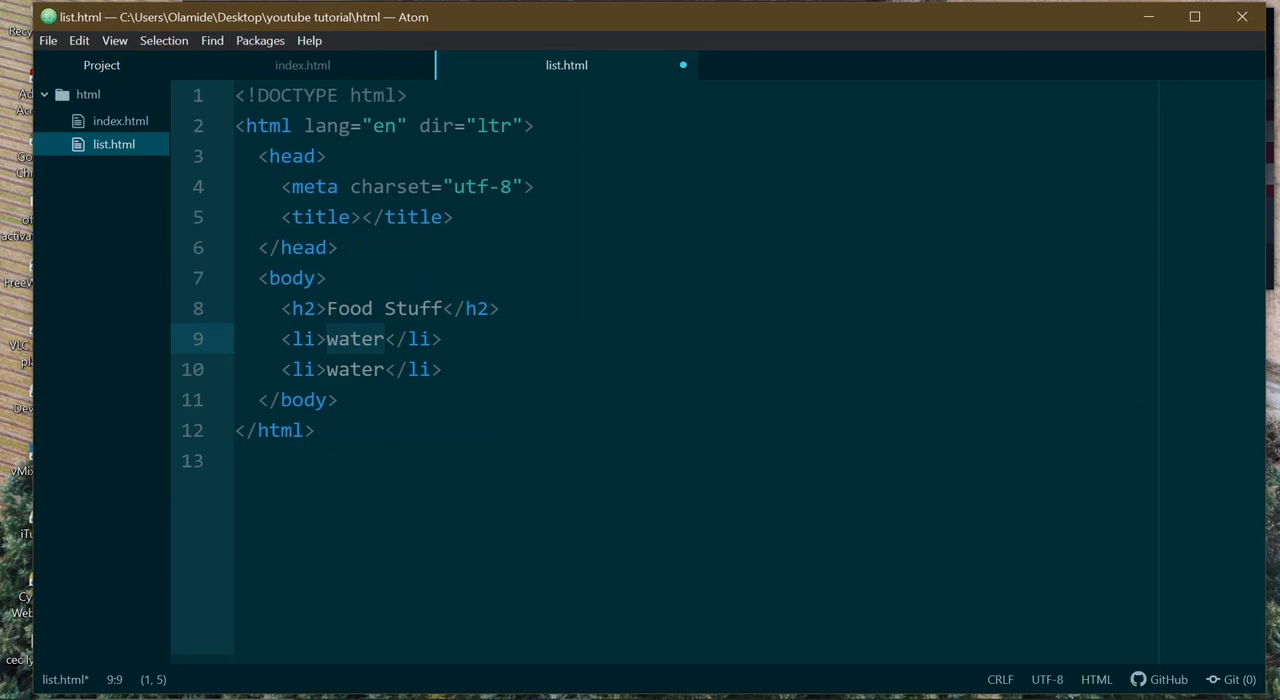 list.html — C:\Users\Olamide\Desktop\youtube tutorial\html — Atom
File Edit View Selection Find Packages Help
Project index.html list.html
html
index.html
list.html
1 <!DOCTYPE html>
2 <html lang="en" dir="ltr">
3 <head>
4 <meta charset="utf-8">
5 <title></title>
6 </head>
7 <body>
8 <h2>Food Stuff</h2>
9 <li>water</li>
10 <li>water</li>
11 </body>
12 </html>
13
list.html* 9:9 (1, 5) CRLF UTF-8 HTML GitHub Git (0)